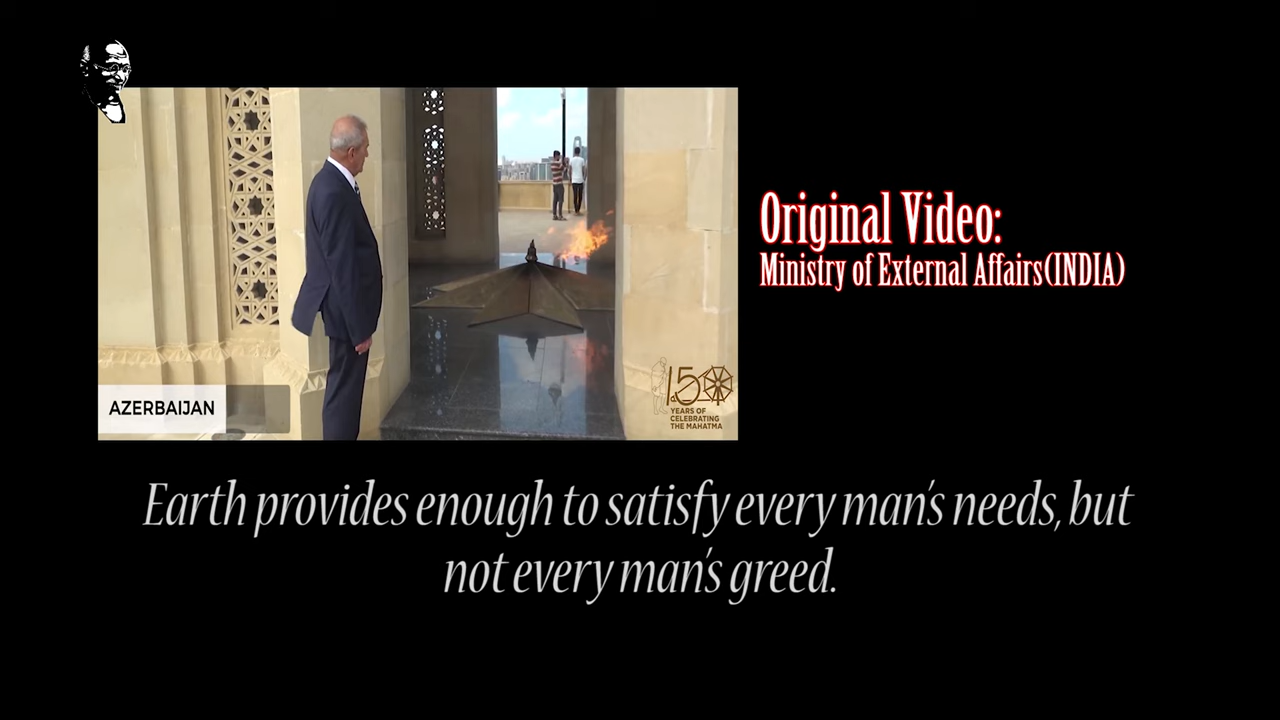 Original Video:
Ministry of External Affairs(INDIA)
AZERBAIJAN
150
YEARS OF
CELEBRATING
THE MAHATMA
Earth provides enough to satisfy every man's needs, but
not every man's greed.